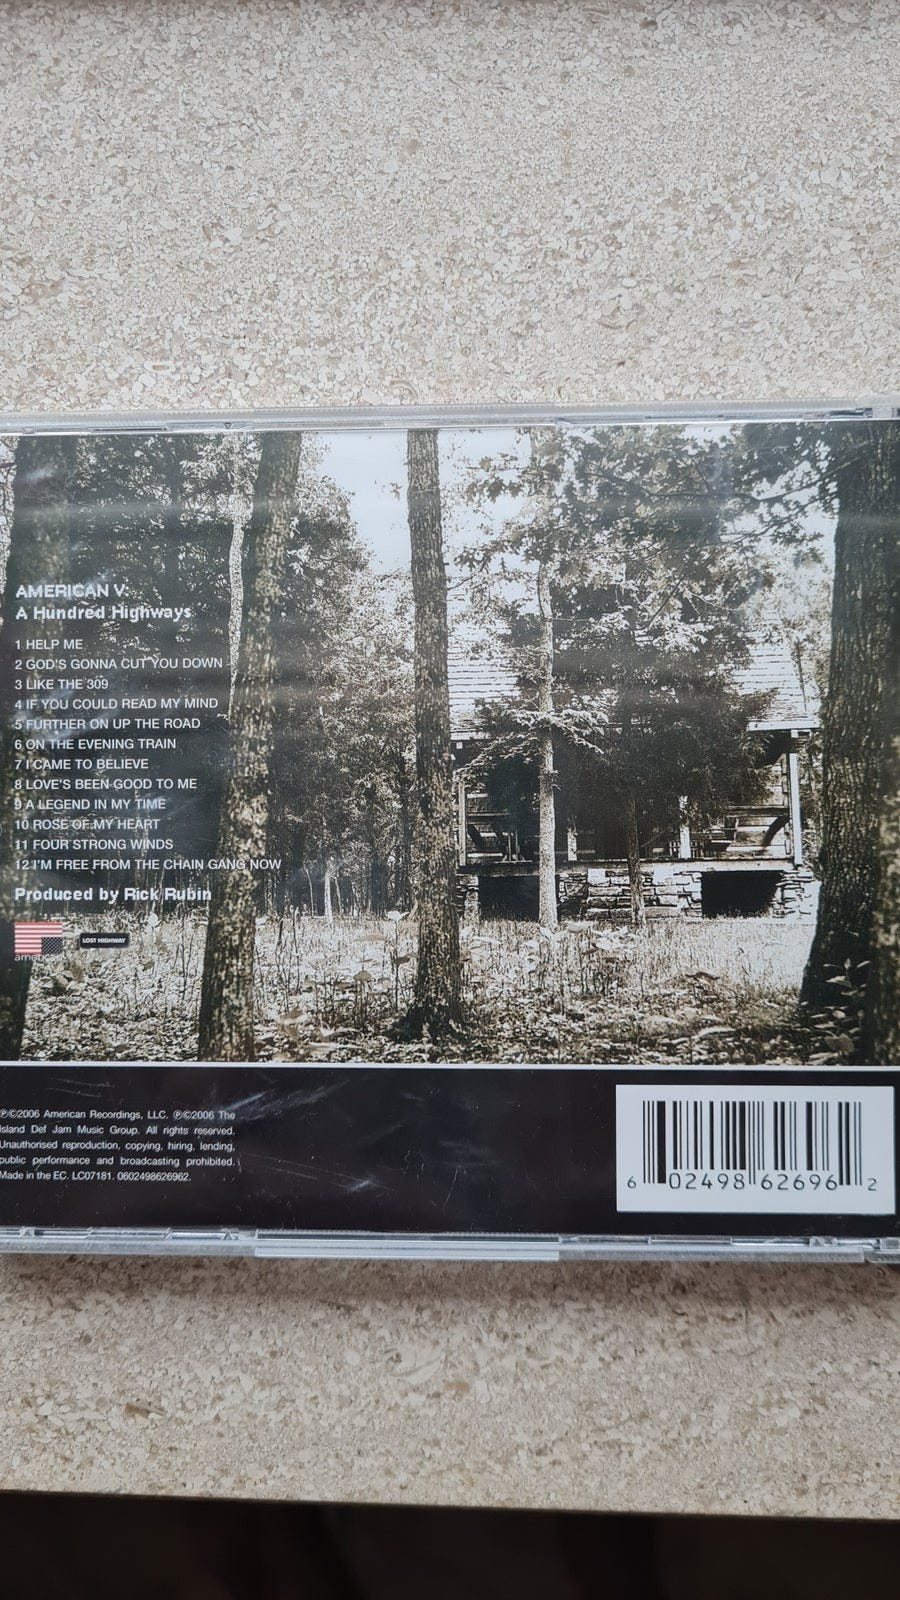 AMERICAN V:
A Hundred Highways
1 HELP ME
2 GOD'S GONNA CUT YOU DOWN
3 LIKE THE 309
4 IF YOU COULD READ MY MIND
5 FURTHER ON UP THE ROAD
6 ON THE EVENING TRAIN
7 I CAME TO BELIEVE
8 LOVE'S BEEN GOOD TO ME
9 A LEGEND IN MY TIME
10 ROSE OF MY HEART
11 FOUR STRONG WINDS
12 I'M FREE FROM THE CHAIN GANG NOW
Produced by Rick Rubin
american
LOST HIGHWAY
℗©2006 American Recordings, LLC. ℗©2006 The
Island Def Jam Music Group. All rights reserved.
Unauthorised reproduction, copying, hiring, lending,
public performance and broadcasting prohibited.
Made in the EC. LC07181. 0602498626962.
6 02498 62696 2